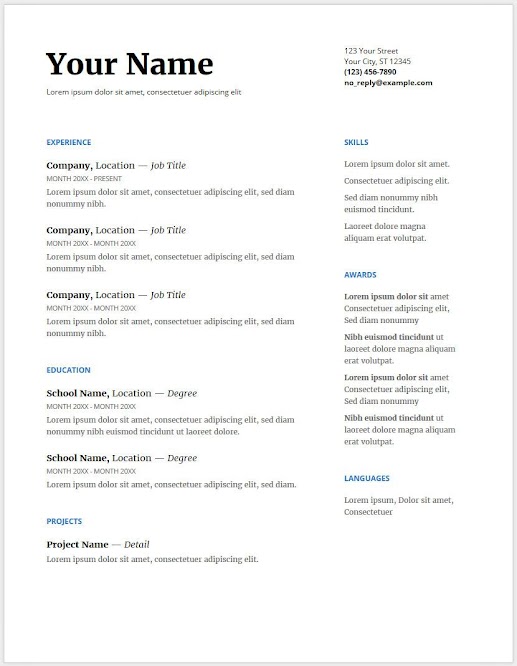 Your Name
Lorem ipsum dolor sit amet, consectetuer adipiscing elit
123 Your Street
Your City, ST 12345
(123) 456-7890
no_reply@example.com
EXPERIENCE
Company, Location — Job Title
MONTH 20XX - PRESENT
Lorem ipsum dolor sit amet, consectetuer adipiscing elit, sed diam
nonummy nibh.
Company, Location — Job Title
MONTH 20XX - MONTH 20XX
Lorem ipsum dolor sit amet, consectetuer adipiscing elit, sed diam
nonummy nibh.
Company, Location — Job Title
MONTH 20XX - MONTH 20XX
Lorem ipsum dolor sit amet, consectetuer adipiscing elit, sed diam
nonummy nibh.
EDUCATION
School Name, Location — Degree
MONTH 20XX - MONTH 20XX
Lorem ipsum dolor sit amet, consectetuer adipiscing elit, sed diam
nonummy nibh euismod tincidunt ut laoreet dolore.
School Name, Location — Degree
MONTH 20XX - MONTH 20XX
Lorem ipsum dolor sit amet, consectetuer adipiscing elit, sed diam.
PROJECTS
Project Name — Detail
Lorem ipsum dolor sit amet, consectetuer adipiscing elit.
SKILLS
Lorem ipsum dolor sit amet.
Consectetuer adipiscing elit.
Sed diam nonummy nibh
euismod tincidunt.
Laoreet dolore magna
aliquam erat volutpat.
AWARDS
Lorem ipsum dolor sit amet
Consectetuer adipiscing elit,
Sed diam nonummy
Nibh euismod tincidunt ut
laoreet dolore magna aliquam
erat volutpat.
Lorem ipsum dolor sit amet
Consectetuer adipiscing elit,
Sed diam nonummy
Nibh euismod tincidunt ut
laoreet dolore magna aliquam
erat volutpat.
LANGUAGES
Lorem ipsum, Dolor sit amet,
Consectetuer